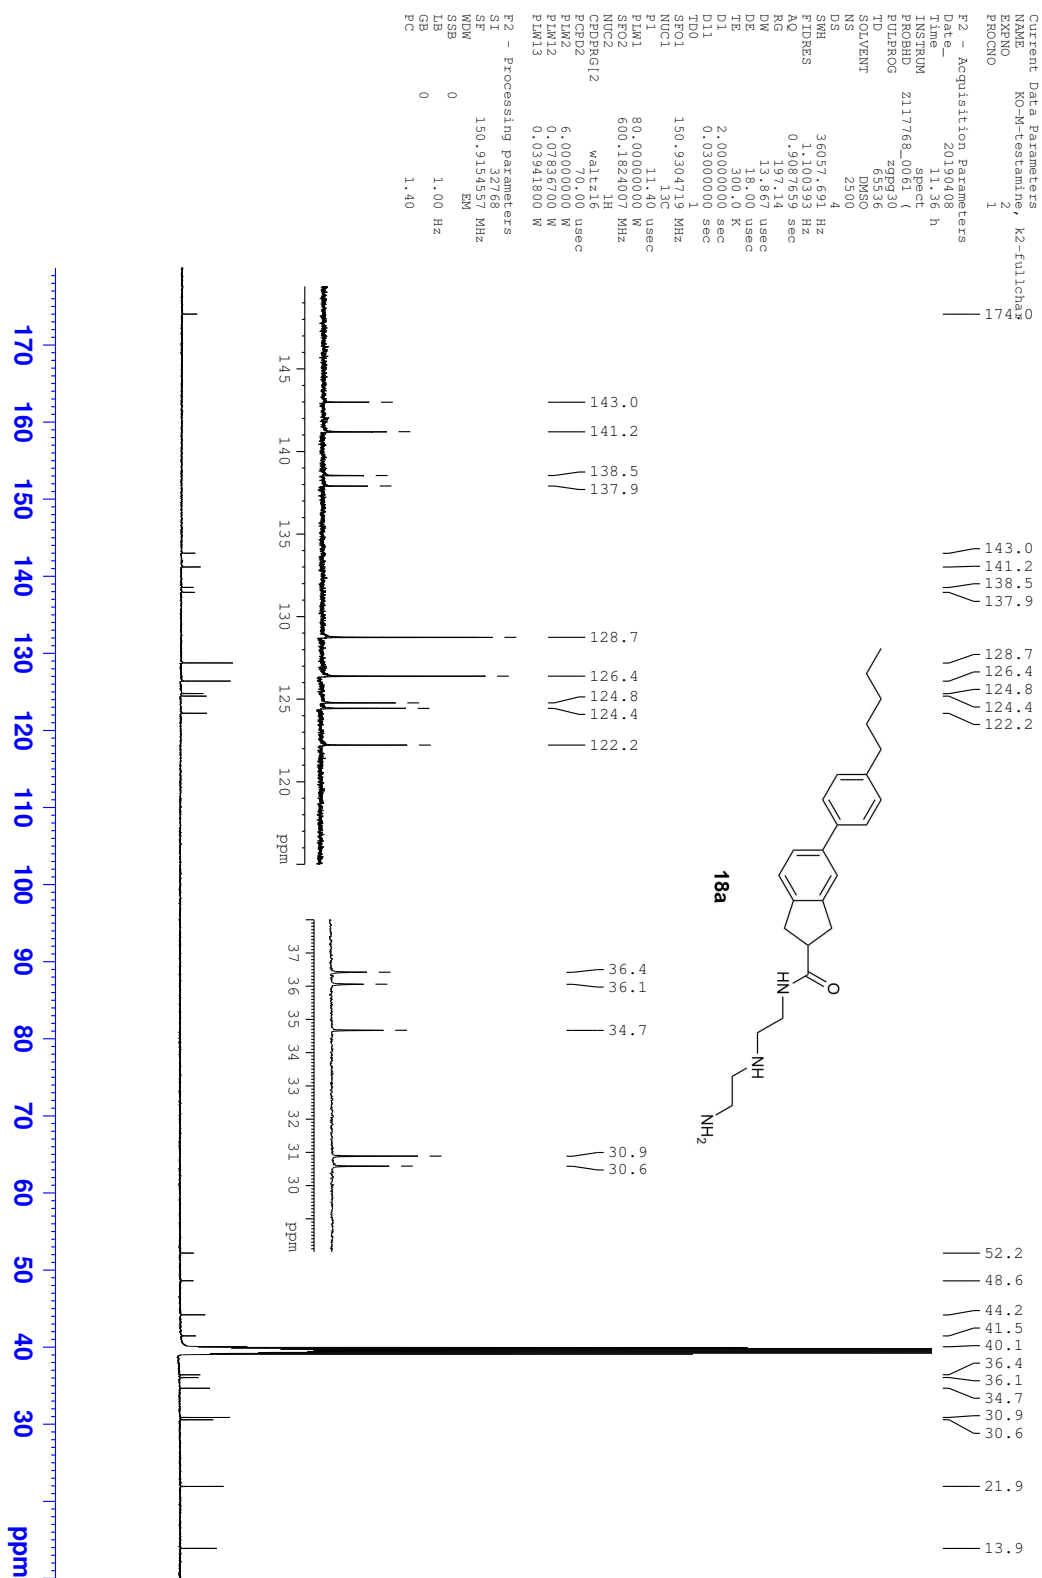 Current Data Parameters
NAME KO-M-testamine, k2-fullchar
EXPNO 2
PROCNO 1
F2 - Acquisition Parameters
Date_ 20190408
Time 11.36 h
INSTRUM spect
PROBHD Z117768_0061 (
PULPROG zgpg30
TD 65536
SOLVENT DMSO
NS 2500
DS 4
SWH 36057.691 Hz
FIDRES 1.100393 Hz
AQ 0.9087659 sec
RG 197.14
DW 13.867 usec
DE 18.00 usec
TE 300.0 K
D1 2.00000000 sec
D11 0.03000000 sec
TD0 1
SFO1 150.9304719 MHz
NUC1 13C
P1 11.40 usec
PLW1 80.00000000 W
SFO2 600.1824007 MHz
NUC2 1H
CPDPRG[2 waltz16
PCPD2 70.00 usec
PLW2 6.00000000 W
PLW12 0.07836700 W
PLW13 0.03941800 W
F2 - Processing parameters
SI 32768
SF 150.9154557 MHz
WDW EM
SSB 0
LB 1.00 Hz
GB 0
PC 1.40
174.0
143.0
141.2
138.5
137.9
128.7
126.4
124.8
124.4
122.2
52.2
48.6
44.2
41.5
40.1
36.4
36.1
34.7
30.9
30.6
21.9
13.9
O
HN
NH
NH2
18a
143.0
141.2
138.5
137.9
128.7
126.4
124.8
124.4
122.2
145 140 135 130 125 120 ppm
36.4
36.1
34.7
30.9
30.6
37 36 35 34 33 32 31 30 ppm
170 160 150 140 130 120 110 100 90 80 70 60 50 40 30 ppm